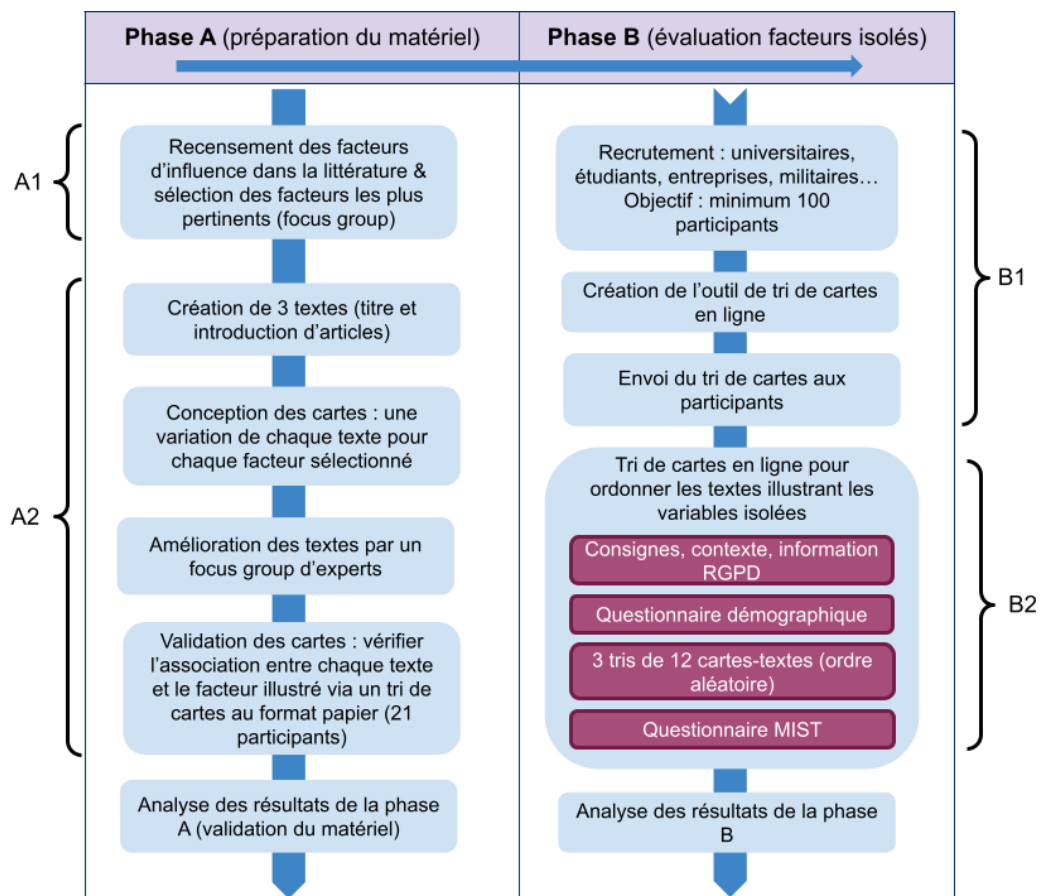 Phase A (préparation du matériel)
Phase B (évaluation facteurs isolés)
A1
Recensement des facteurs
d'influence dans la littérature &
sélection des facteurs les plus
pertinents (focus group)
A2
Création de 3 textes (titre et
introduction d'articles)
Conception des cartes : une
variation de chaque texte pour
chaque facteur sélectionné
Amélioration des textes par un
focus group d'experts
Validation des cartes : vérifier
l'association entre chaque texte
et le facteur illustré via un tri de
cartes au format papier (21
participants)
Analyse des résultats de la phase
A (validation du matériel)
Recrutement : universitaires,
étudiants, entreprises, militaires…
Objectif : minimum 100
participants
B1
Création de l'outil de tri de cartes
en ligne
Envoi du tri de cartes aux
participants
Tri de cartes en ligne pour
ordonner les textes illustrant les
variables isolées
B2
Consignes, contexte, information
RGPD
Questionnaire démographique
3 tris de 12 cartes-textes (ordre
aléatoire)
Questionnaire MIST
Analyse des résultats de la phase
B